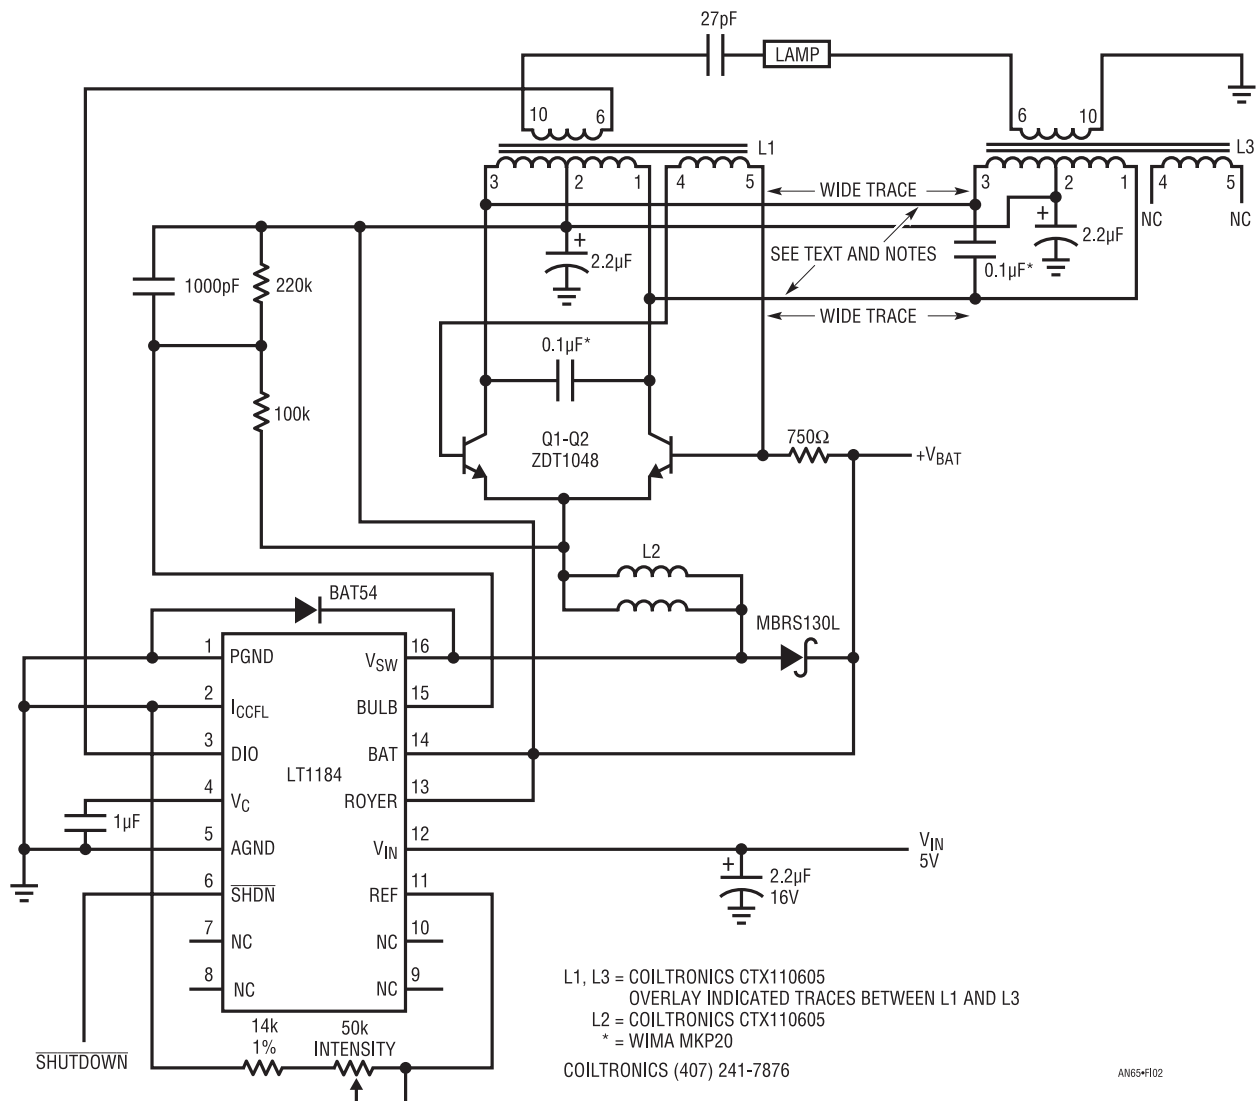 27pF
LAMP
10
6
6
10
L1
L3
3
2
1
4
5
3
2
1
4
5
WIDE TRACE
NC
NC
+
2.2µF
+
2.2µF
SEE TEXT AND NOTES
1000pF
220k
0.1µF*
WIDE TRACE
0.1µF*
100k
Q1-Q2
ZDT1048
750Ω
+VBAT
L2
BAT54
MBRS130L
1
PGND
16
VSW
2
ICCFL
15
BULB
3
DIO
14
BAT
LT1184
4
VC
13
ROYER
1µF
5
AGND
12
VIN
VIN
5V
6
SHDN
11
REF
+
2.2µF
16V
7
NC
10
NC
8
NC
9
NC
L1, L3 = COILTRONICS CTX110605
OVERLAY INDICATED TRACES BETWEEN L1 AND L3
L2 = COILTRONICS CTX110605
* = WIMA MKP20
COILTRONICS (407) 241-7876
14k
1%
50k
INTENSITY
SHUTDOWN
AN65•FI02